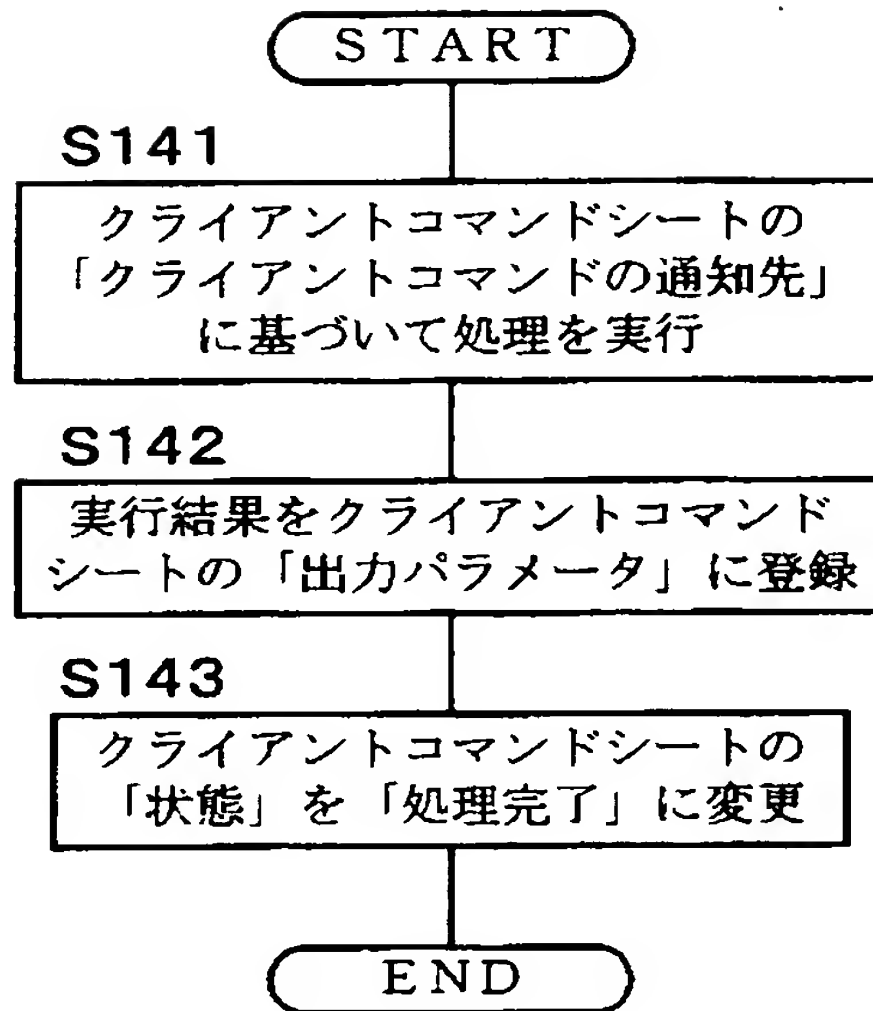 START
S141
クライアントコマンドシートの
「クライアントコマンドの通知先」
に基づいて処理を実行
S142
実行結果をクライアントコマンド
シートの「出力パラメータ」に登録
S143
クライアントコマンドシートの
「状態」を「処理完了」に変更
END